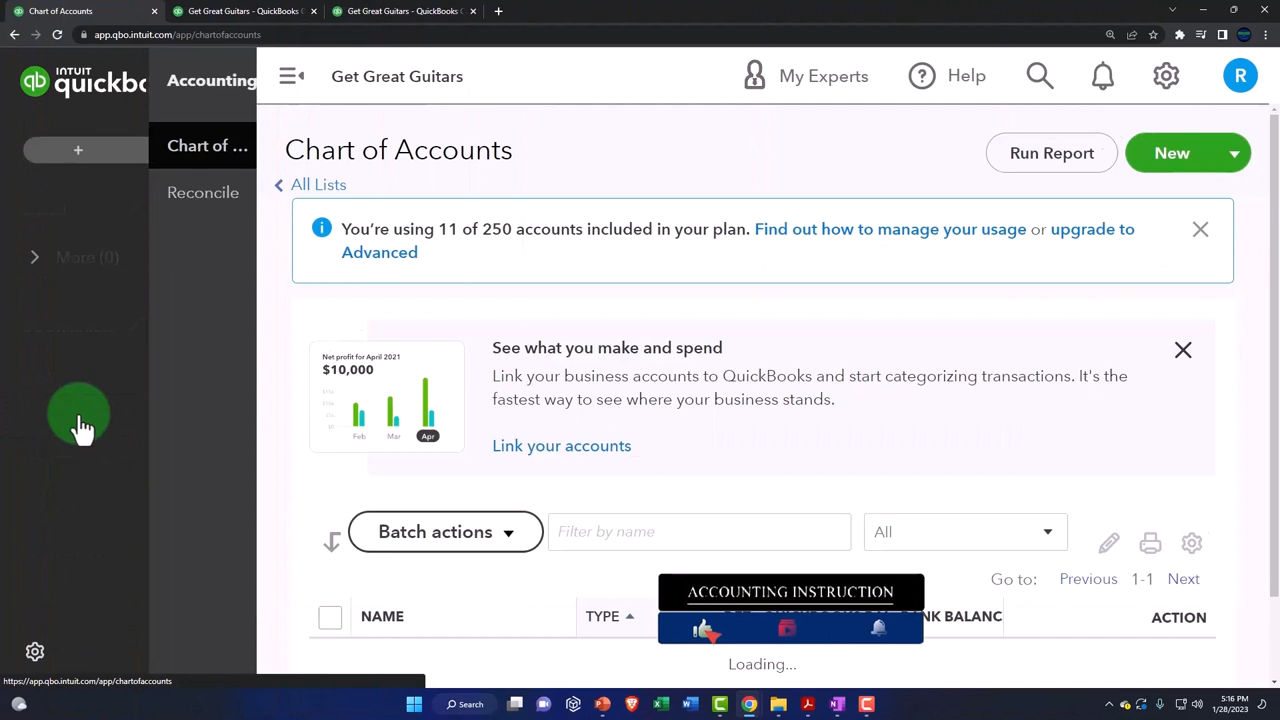 Chart of Accounts
Get Great Guitars - QuickBooks O
Get Great Guitars - QuickBooks O
app.qbo.intuit.com/app/chartofaccounts
INTUIT
Accounting
Get Great Guitars
My Experts
Help
R
Chart of ...
Reconcile
More (0)
Chart of Accounts
Run Report
New
All Lists
You're using 11 of 250 accounts included in your plan. Find out how to manage your usage or upgrade to
Advanced
Net profit for April 2021
$10,000
Feb
Mar
Apr
See what you make and spend
Link your business accounts to QuickBooks and start categorizing transactions. It's the
fastest way to see where your business stands.
Link your accounts
Batch actions
Filter by name
All
Go to: Previous 1-1 Next
ACCOUNTING INSTRUCTION
NAME
TYPE
ACTION
Loading...
https://app.qbo.intuit.com/app/chartofaccounts
Search
5:16 PM
1/28/2023